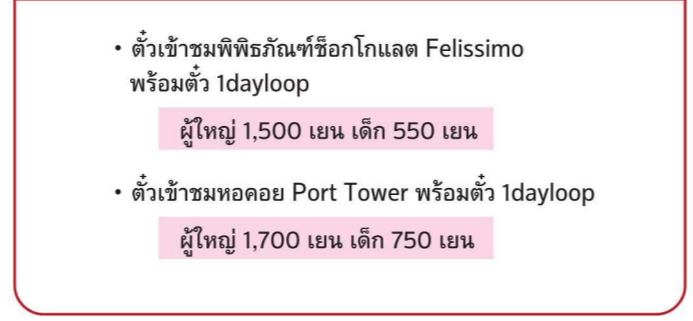 • ตั๋วเข้าชมพิพิธภัณฑ์ช็อกโกแลต Felissimo
พร้อมตั๋ว 1dayloop
ผู้ใหญ่ 1,500 เยน เด็ก 550 เยน
• ตั๋วเข้าชมหอคอย Port Tower พร้อมตั๋ว 1dayloop
ผู้ใหญ่ 1,700 เยน เด็ก 750 เยน